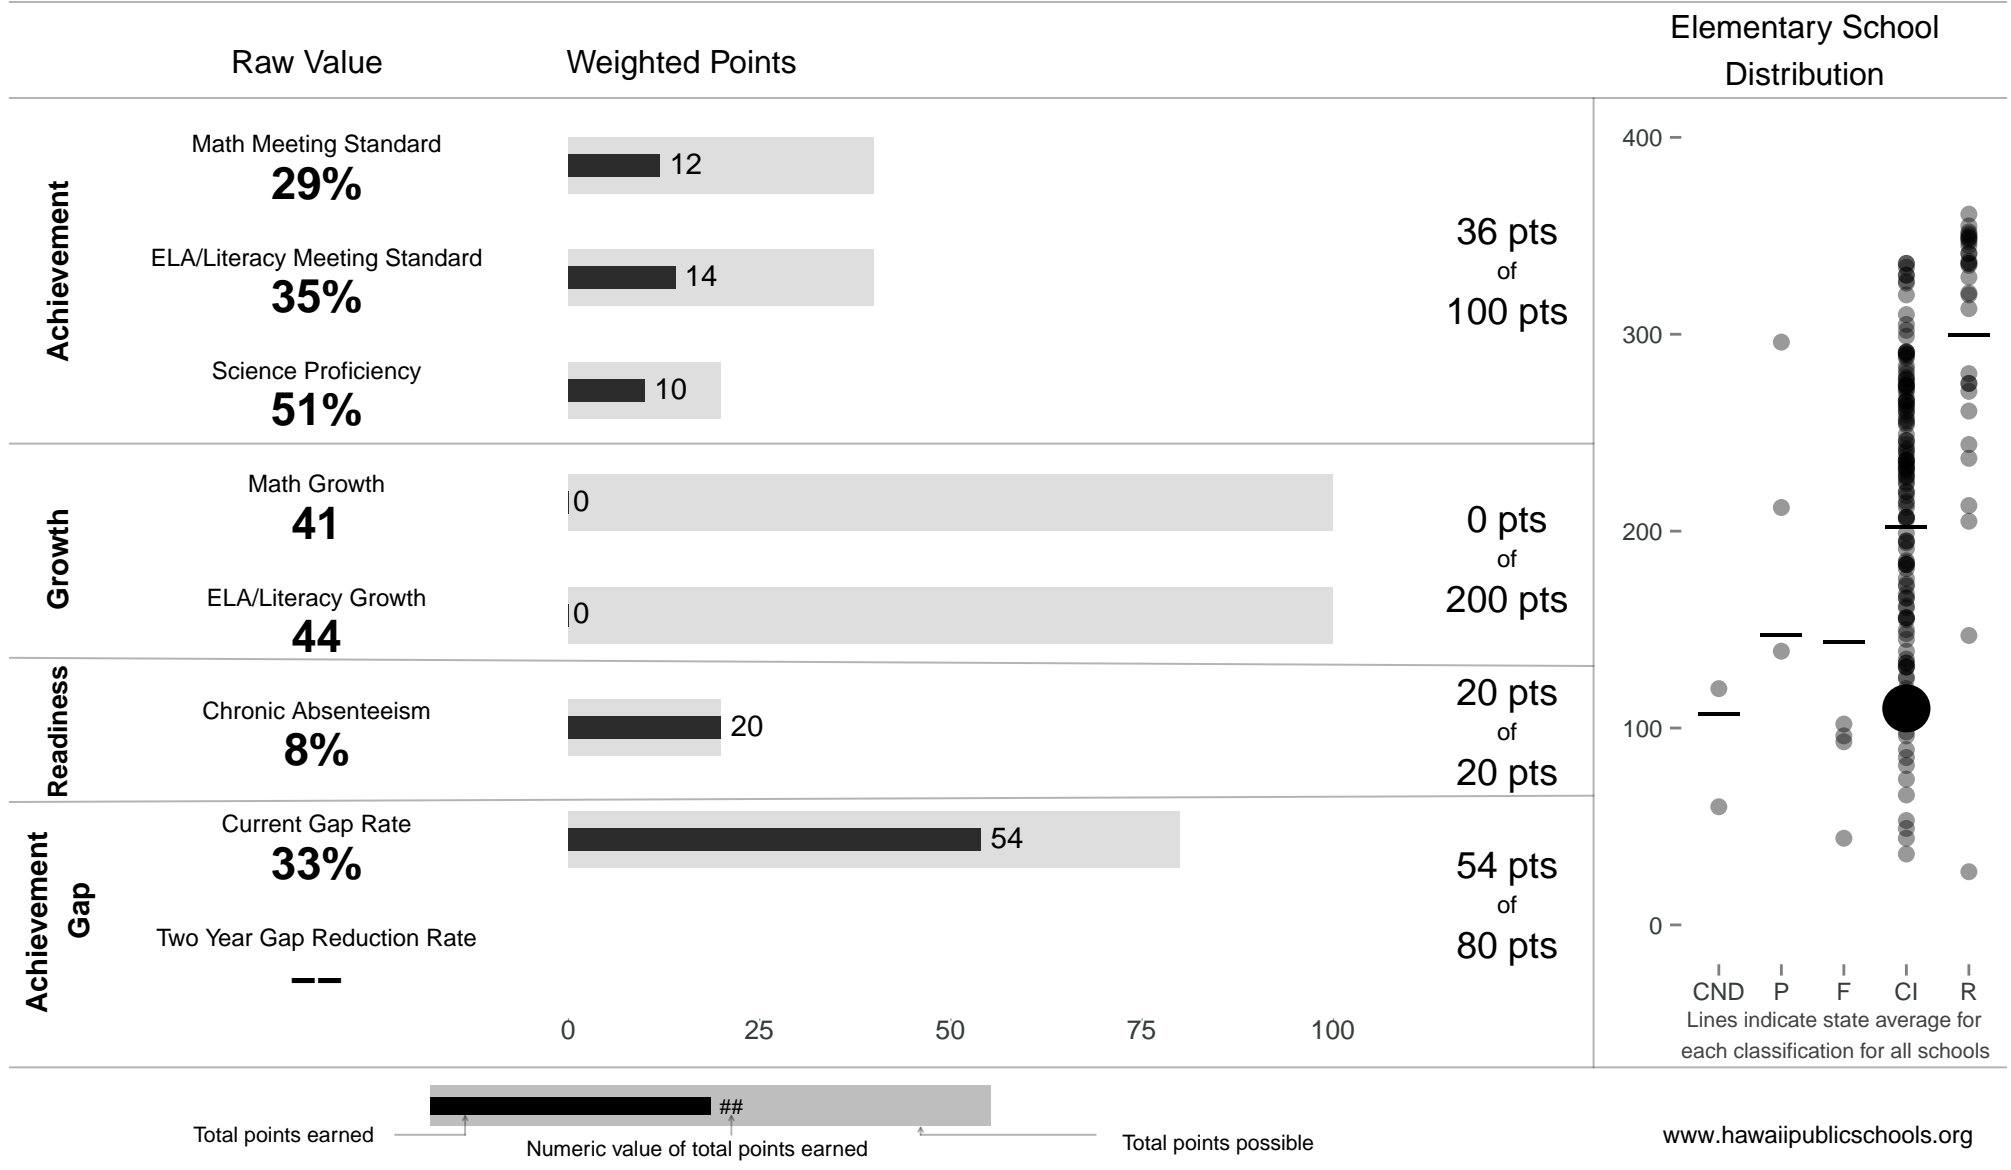 Raw Value
Weighted Points
Elementary School
Distribution
Achievement
Math Meeting Standard
29%
12
ELA/Literacy Meeting Standard
35%
14
Science Proficiency
51%
10
36 pts
of
100 pts
Growth
Math Growth
41
0
ELA/Literacy Growth
44
0
0 pts
of
200 pts
Readiness
Chronic Absenteeism
8%
20
20 pts
of
20 pts
Achievement
Gap
Current Gap Rate
33%
54
Two Year Gap Reduction Rate
--
54 pts
of
80 pts
0 25 50 75 100
400
300
200
100
0
CND P F CI R
Lines indicate state average for
each classification for all schools
##
Total points earned
Numeric value of total points earned
Total points possible
www.hawaiipublicschools.org